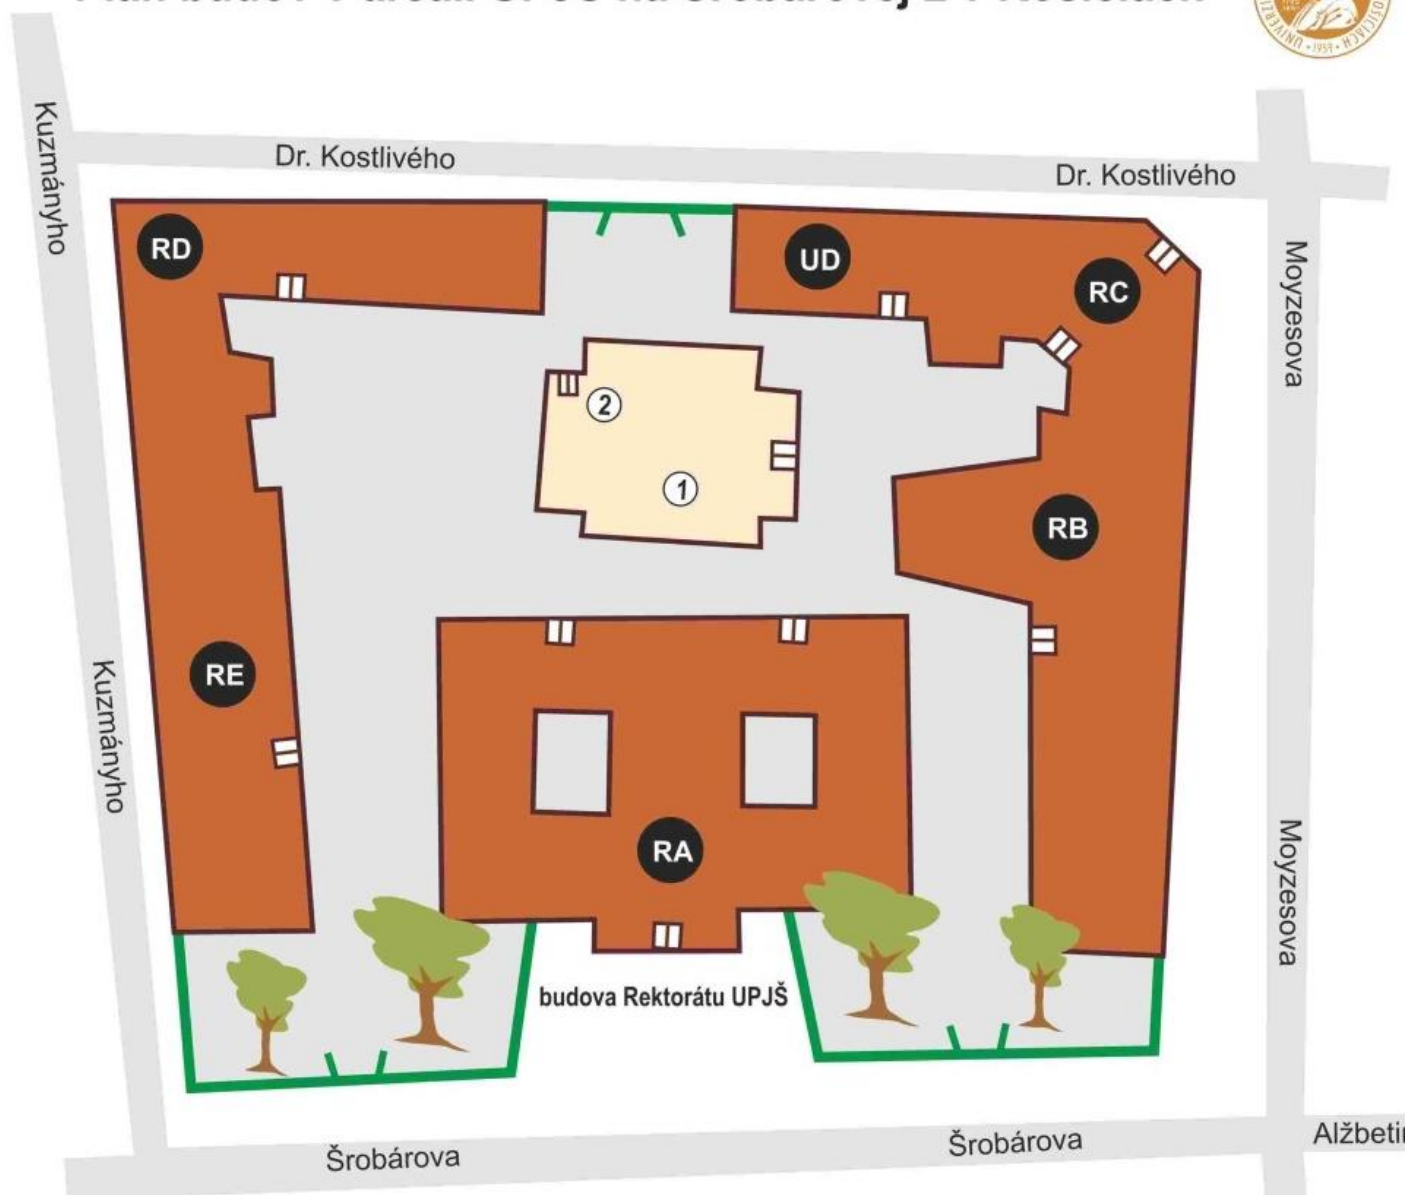 Dr. Kostlivého
Dr. Kostlivého
Kuzmányho
Kuzmányho
Moyzesova
Moyzesova
RD
UD
RC
2
1
RB
RE
RA
budova Rektorátu UPJŠ
Šrobárova
Šrobárova
1959